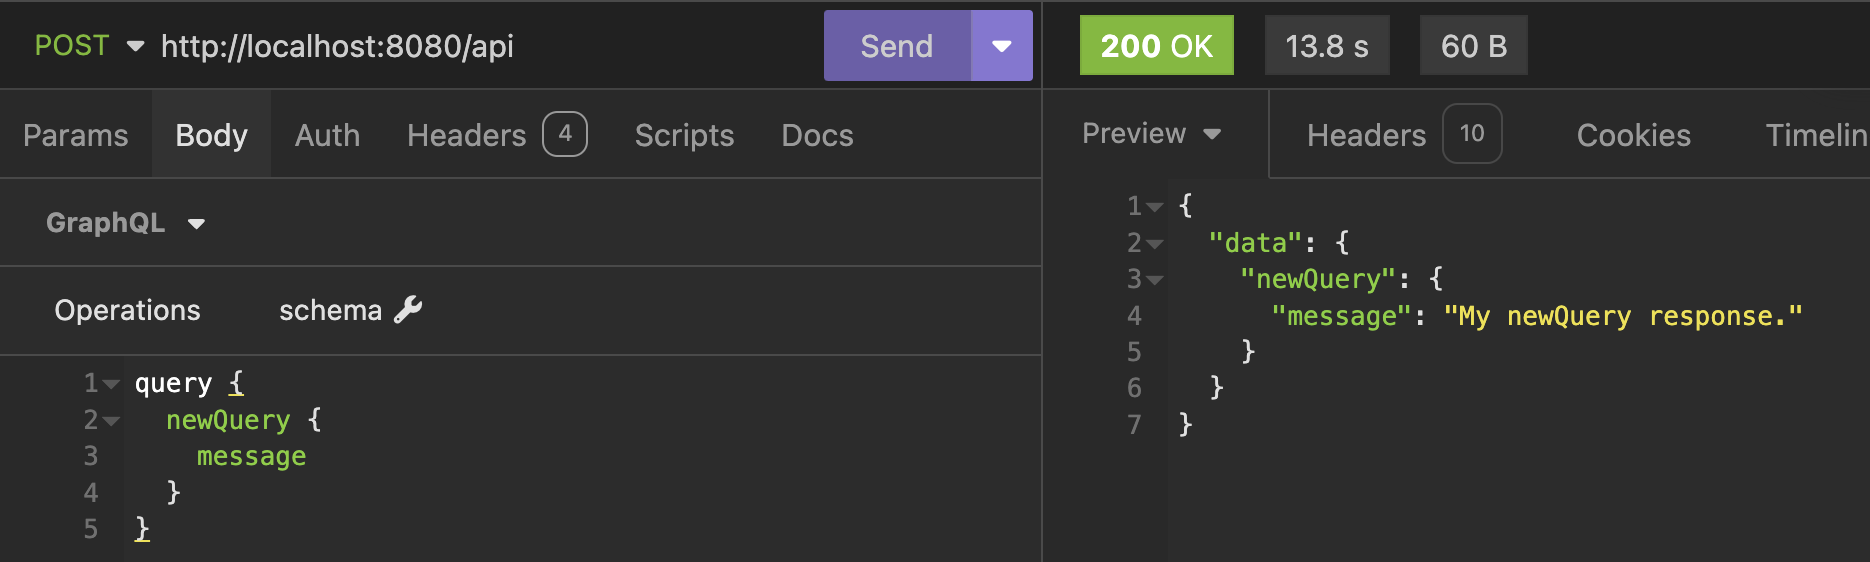 POST http://localhost:8080/api Send
200 OK 13.8 s 60 B
Params Body Auth Headers 4 Scripts Docs
Preview Headers 10 Cookies Timelin
GraphQL
Operations schema
1 query {
2   newQuery {
3     message
4   }
5 }
1 {
2   "data": {
3     "newQuery": {
4       "message": "My newQuery response."
5     }
6   }
7 }